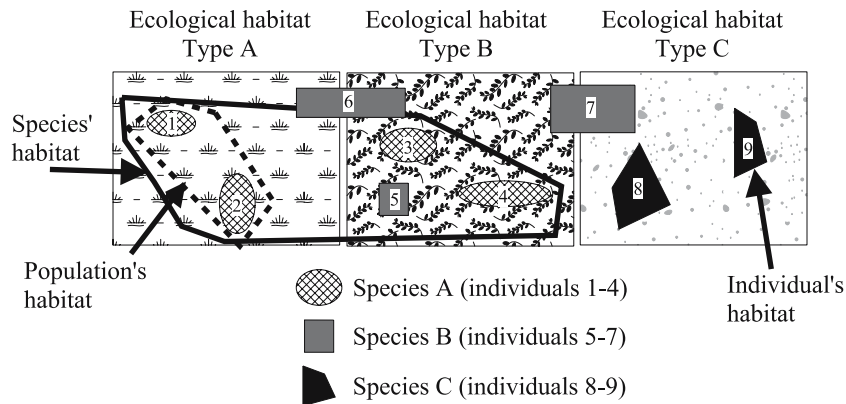 Ecological habitat
Type A
Ecological habitat
Type B
Ecological habitat
Type C
Species'
habitat
Population's
habitat
Individual's
habitat
1
2
3
4
5
6
7
8
9
Species A (individuals 1-4)
Species B (individuals 5-7)
Species C (individuals 8-9)